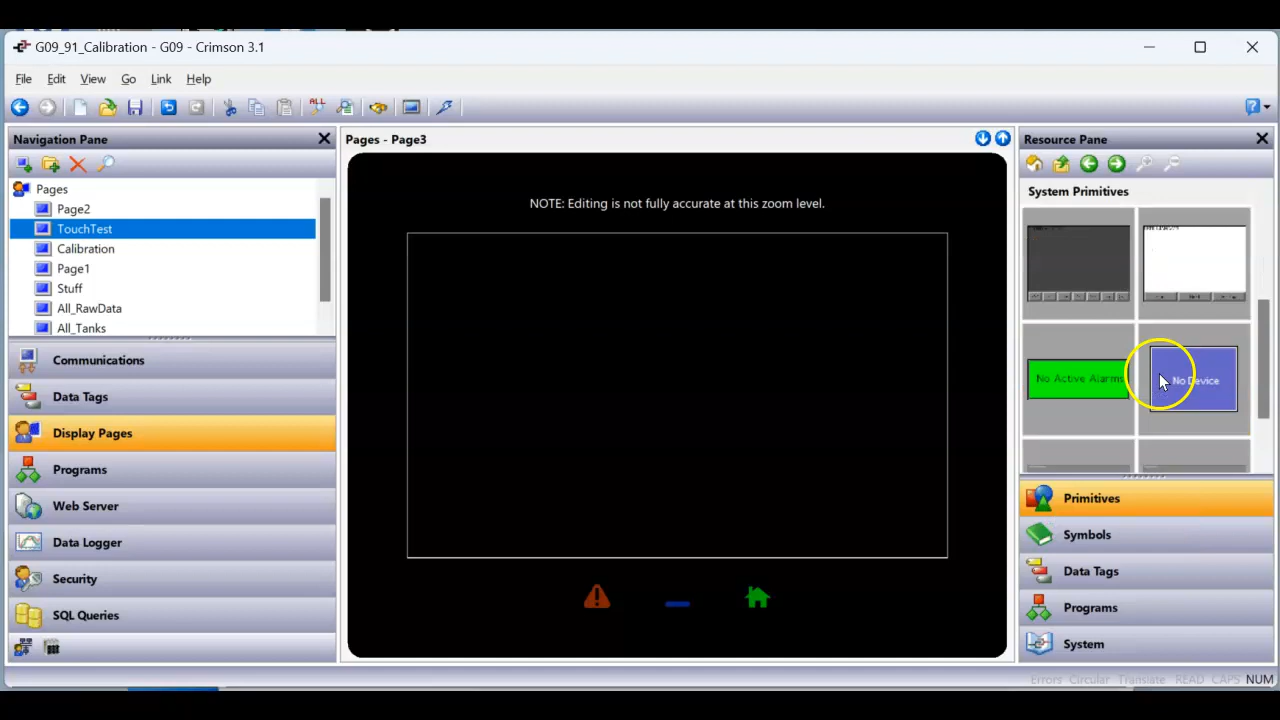 G09_91_Calibration - G09 - Crimson 3.1
File Edit View Go Link Help
ALL
Navigation Pane
Pages
Page2
TouchTest
Calibration
Page1
Stuff
All_RawData
All_Tanks
Communications
Data Tags
Display Pages
Programs
Web Server
Data Logger
Security
SQL Queries
Pages - Page3
NOTE: Editing is not fully accurate at this zoom level.
Resource Pane
System Primitives
No Active Alarms
No Device
Primitives
Symbols
Data Tags
Programs
System
Errors Circular Translate READ CAPS NUM